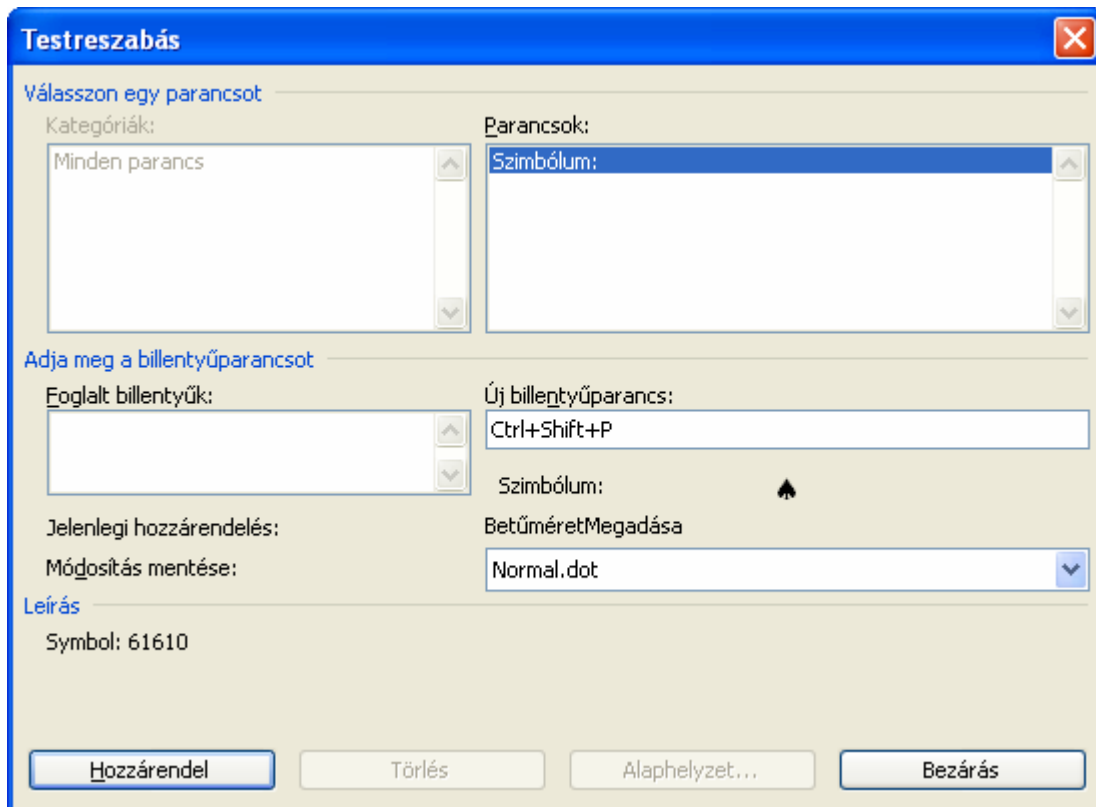 Testreszabás
Válasszon egy parancsot
Kategóriák:
Parancsok:
Minden parancs
Szimbólum:
Adja meg a billentyűparancsot
Foglalt billentyűk:
Új billentyűparancs:
Ctrl+Shift+P
Szimbólum: ♠
Jelenlegi hozzárendelés:
BetűméretMegadása
Módosítás mentése:
Normal.dot
Leírás
Symbol: 61610
Hozzárendel
Törlés
Alaphelyzet...
Bezárás